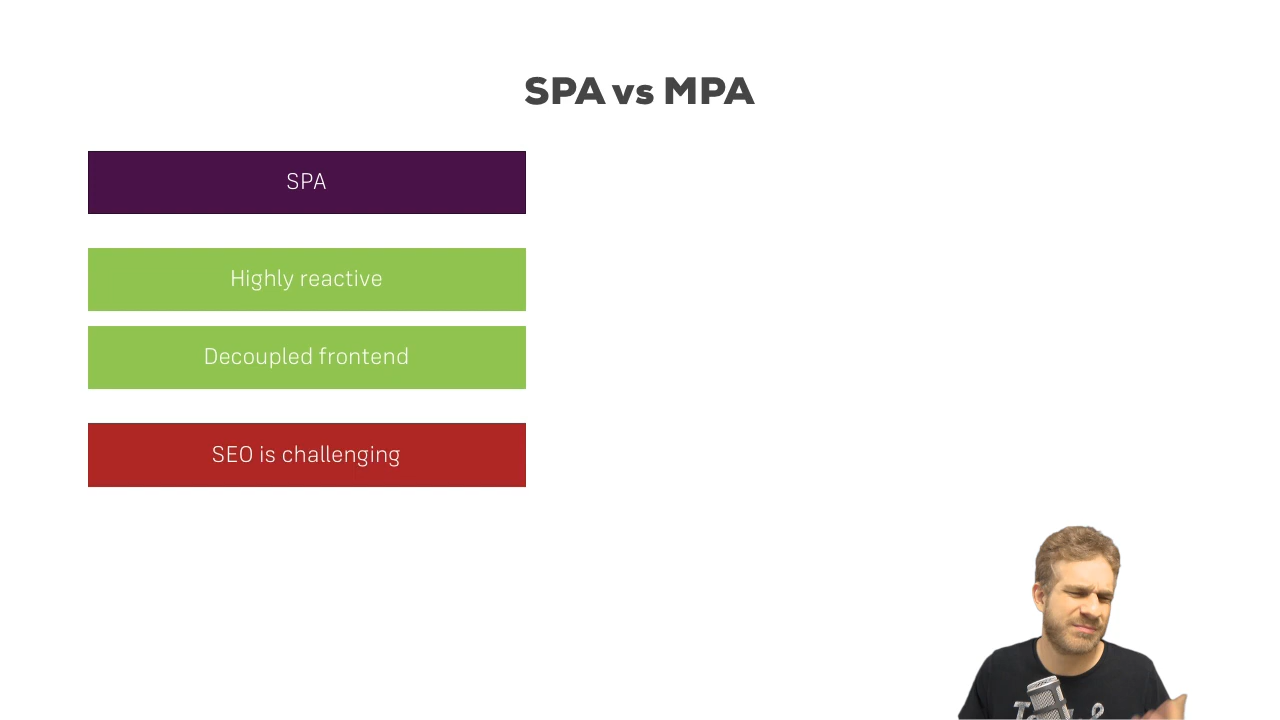 SPA vs MPA
SPA
Highly reactive
Decoupled frontend
SEO is challenging